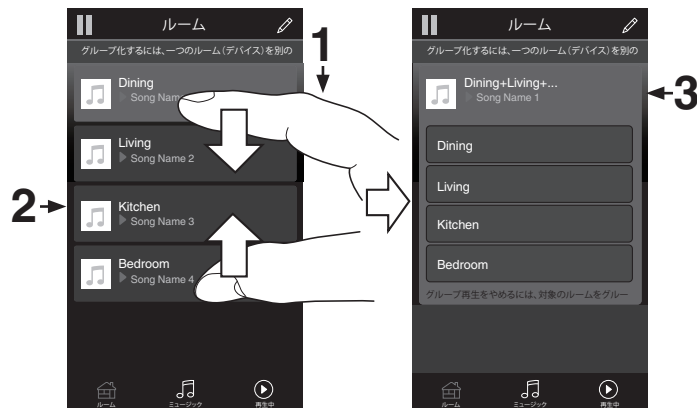 ルーム
グループ化するには、一つのルーム(デバイス)を別の
Dining
Song Name
Living
Song Name 2
Kitchen
Song Name 3
Bedroom
Song Name 4
ルーム
ミュージック
再生中
1
2
ルーム
グループ化するには、一つのルーム(デバイス)を別の
Dining+Living+...
Song Name 1
Dining
Living
Kitchen
Bedroom
グループ再生をやめるには、対象のルームをグルー
ルーム
ミュージック
再生中
3